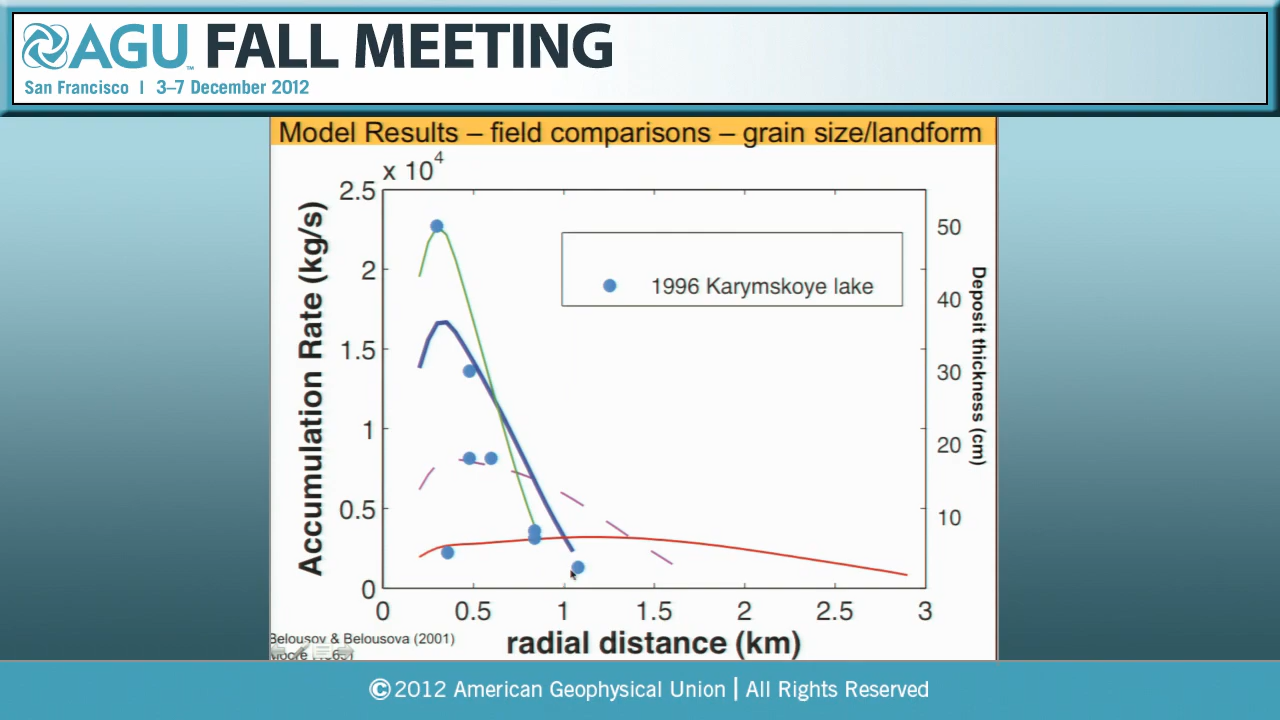 AGU FALL MEETING
San Francisco | 3–7 December 2012
Model Results – field comparisons – grain size/landform
x 10^4
2.5
2
1.5
1
0.5
0
Accumulation Rate (kg/s)
1996 Karymskoye lake
50
40
30
20
10
Deposit thickness (cm)
0 0.5 1 1.5 2 2.5 3
radial distance (km)
Belousov & Belousova (2001)
© 2012 American Geophysical Union | All Rights Reserved